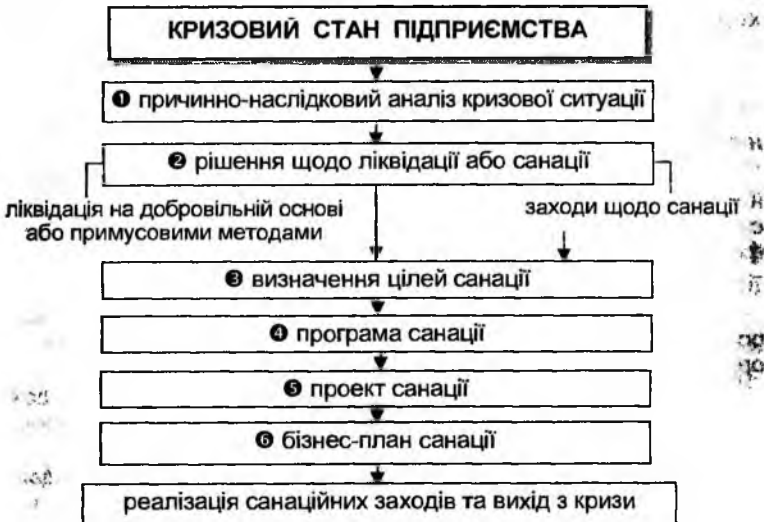 КРИЗОВИЙ СТАН ПІДПРИЄМСТВА
❶ причинно-наслідковий аналіз кризової ситуації
❷ рішення щодо ліквідації або санації
ліквідація на добровільній основі
або примусовими методами
заходи щодо санації
❸ визначення цілей санації
❹ програма санації
❺ проект санації
❻ бізнес-план санації
реалізація санаційних заходів та вихід з кризи